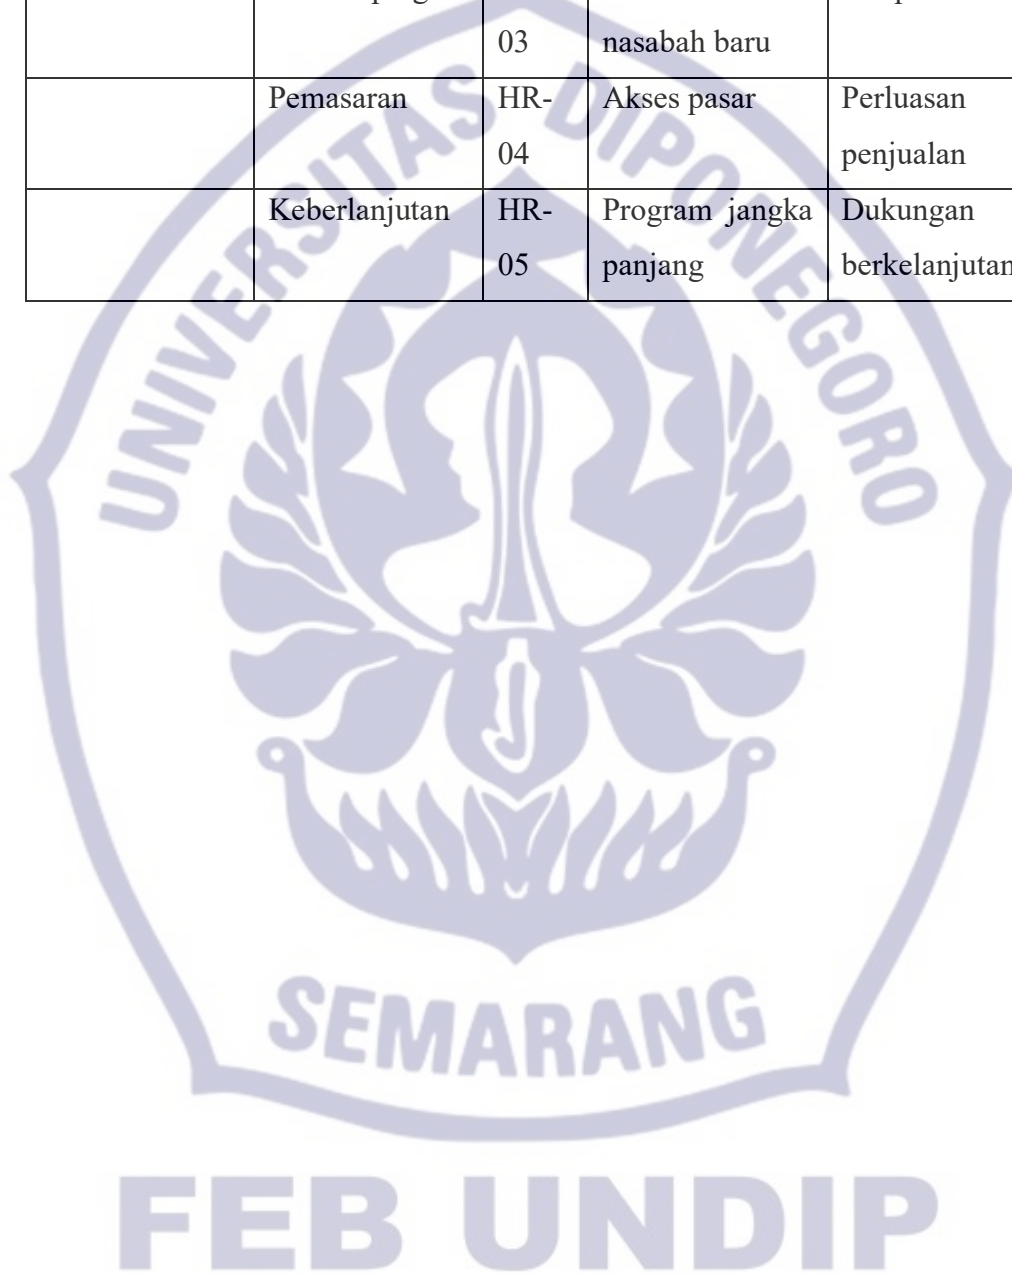 03 nasabah baru
Pemasaran HR- Akses pasar Perluasan
04 penjualan
Keberlanjutan HR- Program jangka Dukungan
05 panjang berkelanjutan
UNIVERSITAS DIPONEGORO
SEMARANG
FEB UNDIP